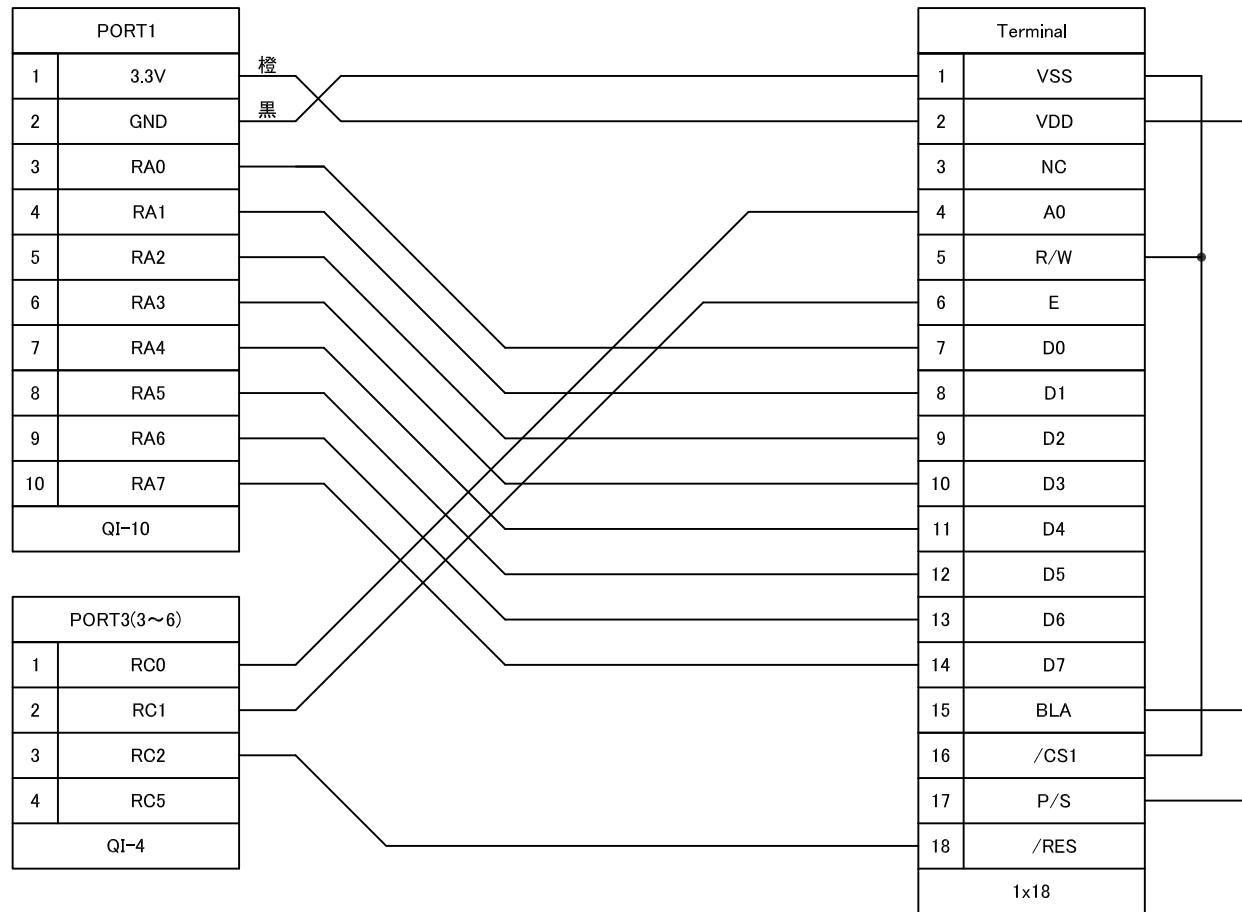 PORT1
1 3.3V 橙
2 GND 黒
3 RA0
4 RA1
5 RA2
6 RA3
7 RA4
8 RA5
9 RA6
10 RA7
QI-10
PORT3(3～6)
1 RC0
2 RC1
3 RC2
4 RC5
QI-4
Terminal
1 VSS
2 VDD
3 NC
4 A0
5 R/W
6 E
7 D0
8 D1
9 D2
10 D3
11 D4
12 D5
13 D6
14 D7
15 BLA
16 /CS1
17 P/S
18 /RES
1x18